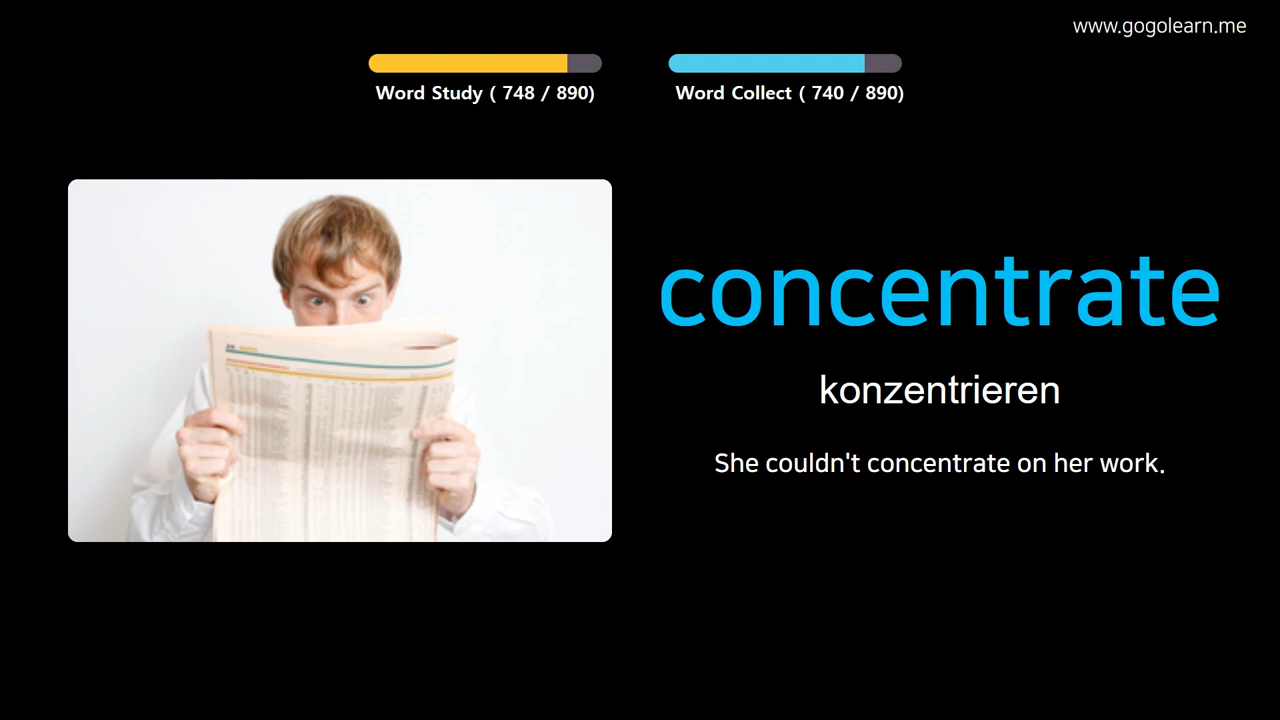 www.gogolearn.me
Word Study ( 748 / 890)
Word Collect ( 740 / 890)
concentrate
konzentrieren
She couldn't concentrate on her work.